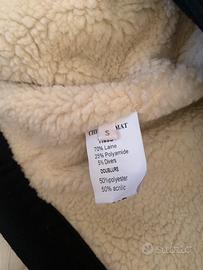 S
70% Laine
25% Polyamide
5% Divers
DOUBLURE
50% polyester
50% acrilic
subito